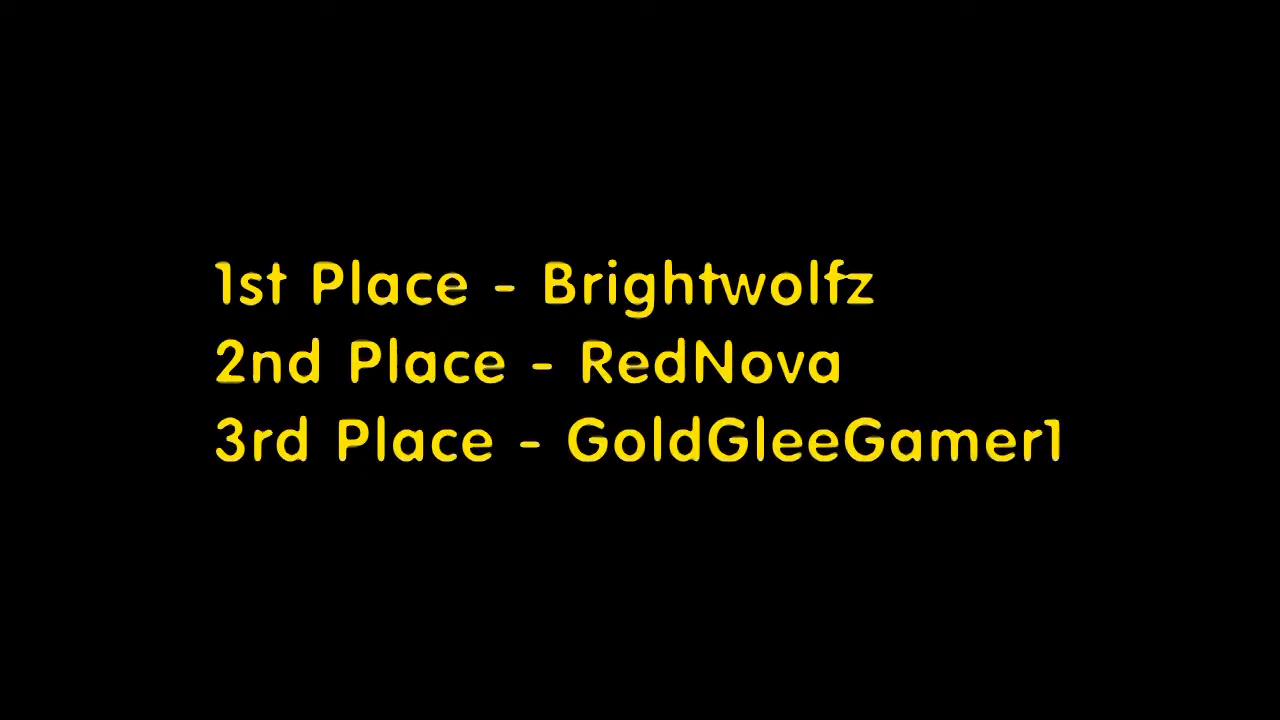 1st Place - Brightwolfz
2nd Place - RedNova
3rd Place - GoldGleeGamer1